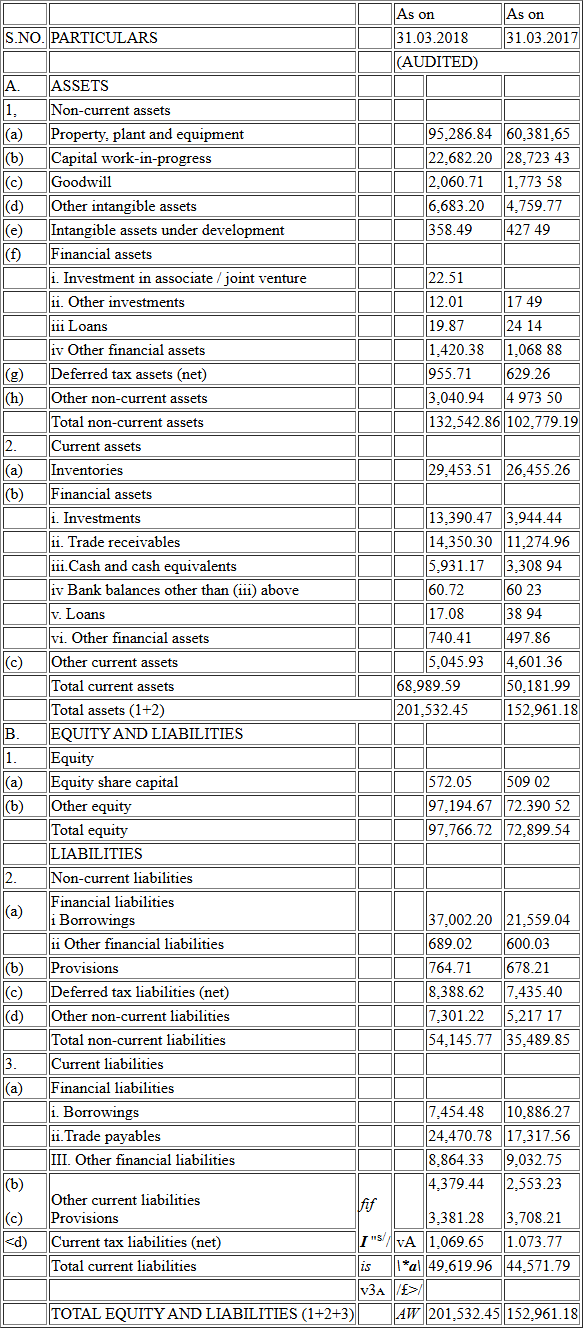 As on As on
S.NO. PARTICULARS 31.03.2018 31.03.2017
(AUDITED)
A. ASSETS
1, Non-current assets
(a) Property, plant and equipment 95,286.84 60,381,65
(b) Capital work-in-progress 22,682.20 28,723 43
(c) Goodwill 2,060.71 1,773 58
(d) Other intangible assets 6,683.20 4,759.77
(e) Intangible assets under development 358.49 427 49
(f) Financial assets
i. Investment in associate / joint venture 22.51
ii. Other investments 12.01 17 49
iii Loans 19.87 24 14
iv Other financial assets 1,420.38 1,068 88
(g) Deferred tax assets (net) 955.71 629.26
(h) Other non-current assets 3,040.94 4 973 50
Total non-current assets 132,542.86 102,779.19
2. Current assets
(a) Inventories 29,453.51 26,455.26
(b) Financial assets
i. Investments 13,390.47 3,944.44
ii. Trade receivables 14,350.30 11,274.96
iii.Cash and cash equivalents 5,931.17 3,308 94
iv Bank balances other than (iii) above 60.72 60 23
v. Loans 17.08 38 94
vi. Other financial assets 740.41 497.86
(c) Other current assets 5,045.93 4,601.36
Total current assets 68,989.59 50,181.99
Total assets (1+2) 201,532.45 152,961.18
B. EQUITY AND LIABILITIES
1. Equity
(a) Equity share capital 572.05 509 02
(b) Other equity 97,194.67 72.390 52
Total equity 97,766.72 72,899.54
LIABILITIES
2. Non-current liabilities
(a) Financial liabilities
i Borrowings 37,002.20 21,559.04
ii Other financial liabilities 689.02 600.03
(b) Provisions 764.71 678.21
(c) Deferred tax liabilities (net) 8,388.62 7,435.40
(d) Other non-current liabilities 7,301.22 5,217 17
Total non-current liabilities 54,145.77 35,489.85
3. Current liabilities
(a) Financial liabilities
i. Borrowings 7,454.48 10,886.27
ii.Trade payables 24,470.78 17,317.56
III. Other financial liabilities 8,864.33 9,032.75
(b) Other current liabilities fif 4,379.44 2,553.23
(c) Provisions 3,381.28 3,708.21
<d) Current tax liabilities (net) I "s// vA 1,069.65 1.073.77
Total current liabilities is \*a\ 49,619.96 44,571.79
v3A /£>/
TOTAL EQUITY AND LIABILITIES (1+2+3) AW 201,532.45 152,961.18